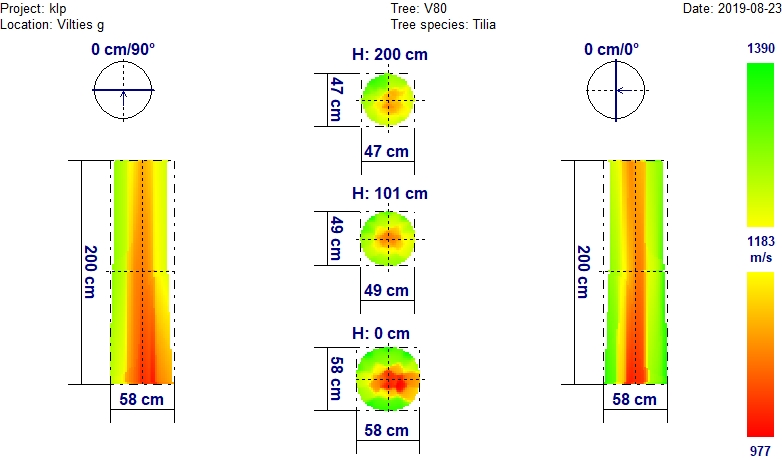 Project: klp
Tree: V80
Date: 2019-08-23
Location: Vilties g
Tree species: Tilia
0 cm/90°
H: 200 cm
0 cm/0°
1390
47 cm
47 cm
H: 101 cm
49 cm
49 cm
200 cm
200 cm
1183
m/s
H: 0 cm
58 cm
58 cm
58 cm
58 cm
977